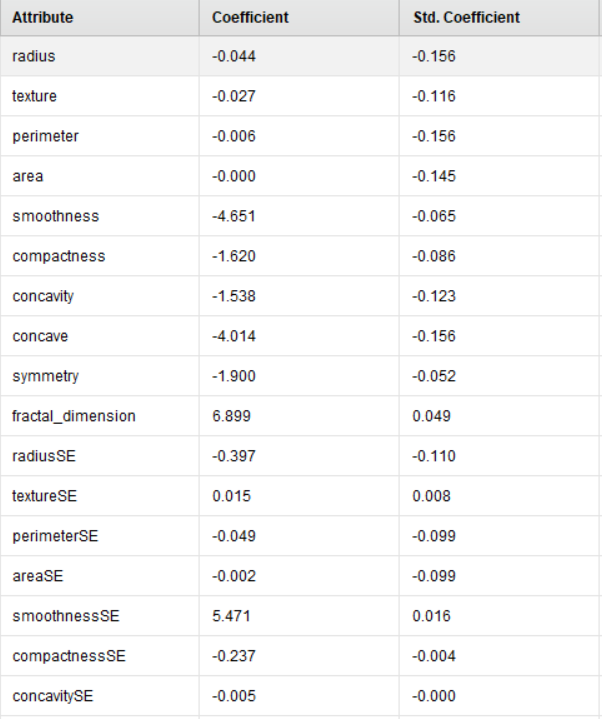 Attribute Coefficient Std. Coefficient
radius -0.044 -0.156
texture -0.027 -0.116
perimeter -0.006 -0.156
area -0.000 -0.145
smoothness -4.651 -0.065
compactness -1.620 -0.086
concavity -1.538 -0.123
concave -4.014 -0.156
symmetry -1.900 -0.052
fractal_dimension 6.899 0.049
radiusSE -0.397 -0.110
textureSE 0.015 0.008
perimeterSE -0.049 -0.099
areaSE -0.002 -0.099
smoothnessSE 5.471 0.016
compactnessSE -0.237 -0.004
concavitySE -0.005 -0.000